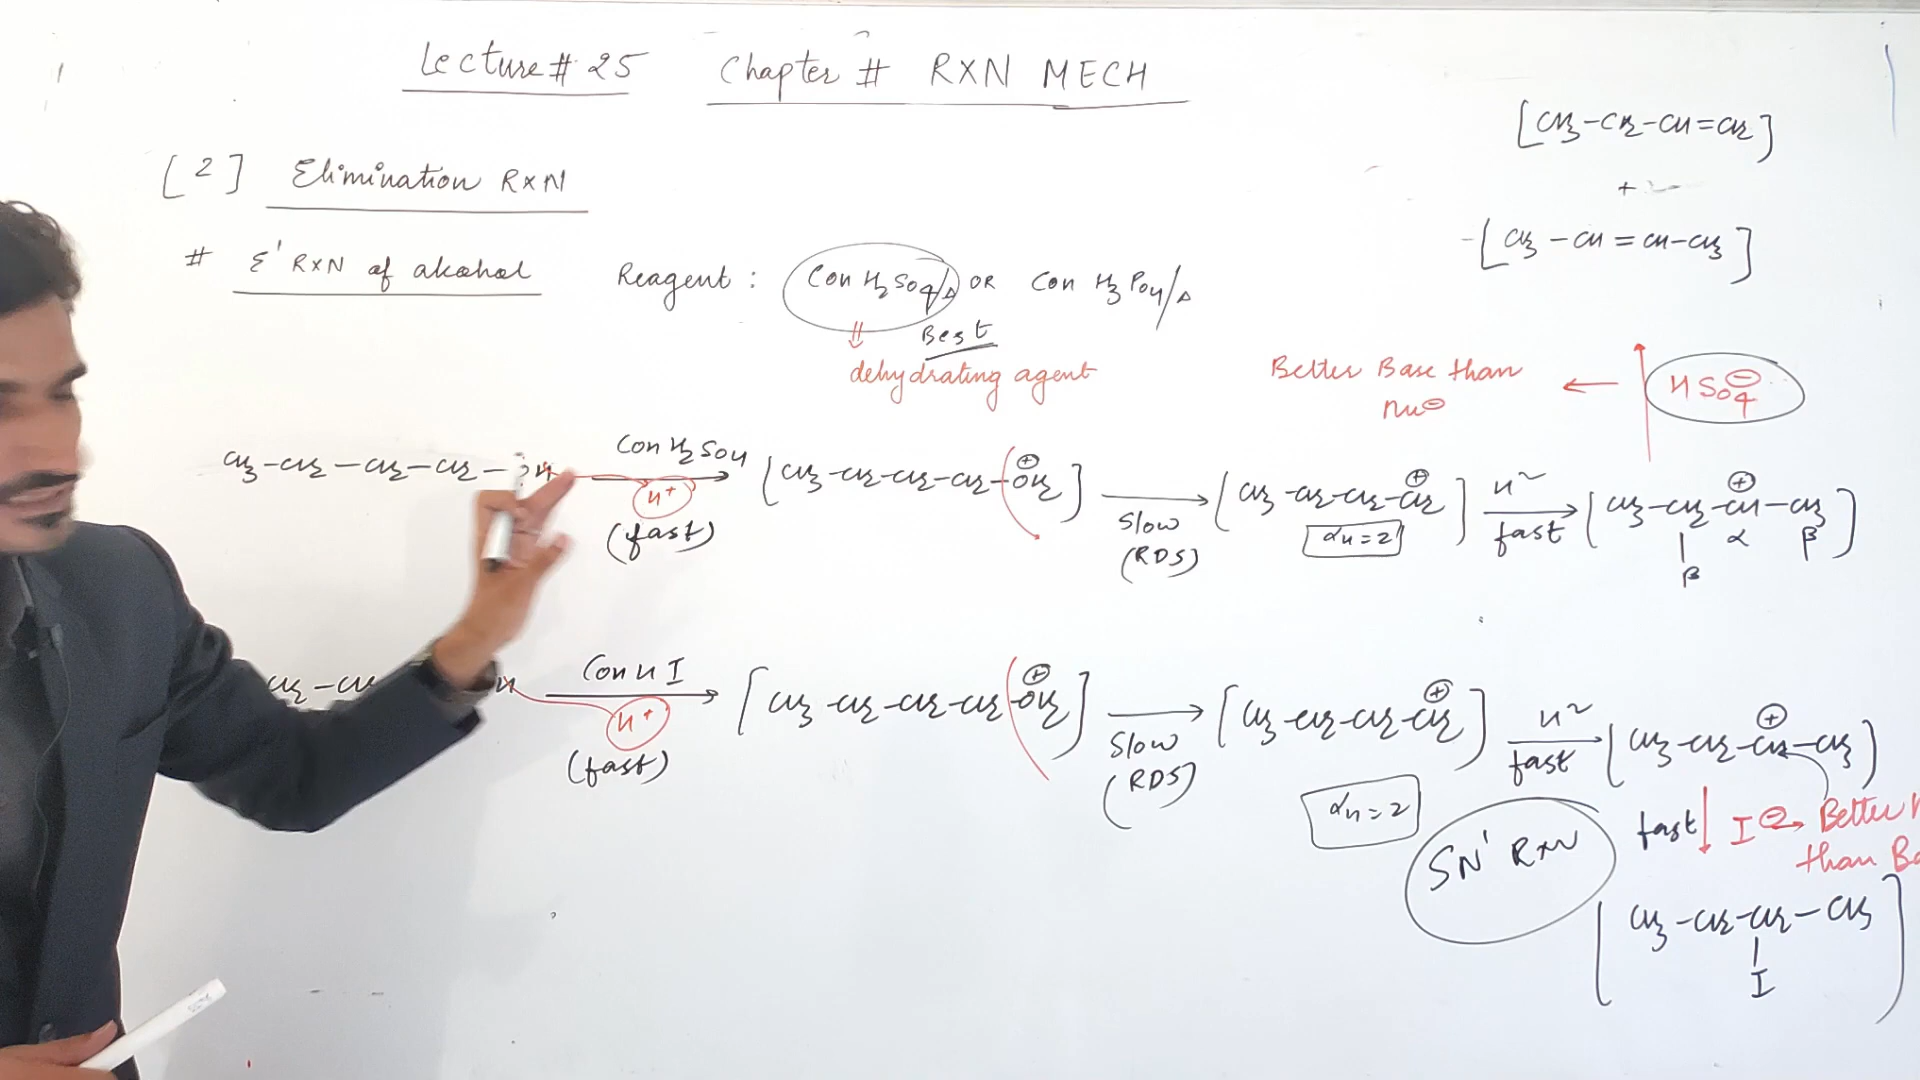 Lecture # 25 Chapter # RXN MECH
[CH3-CH2-CH=CH2]
+
[2] Elimination RXN
[CH3-CH=CH-CH3]
# E' RXN of alcohol Reagent : Con H2SO4/Δ OR Con H3PO4/Δ
Best
dehydrating agent
Better Base than ← HSO4⊖
Nu⊖
CH3-CH2-CH2-CH2- H Con H2SO4 [CH3-CH2-CH2-CH2-OH2⊕] → [CH3-CH2-CH2-CH2⊕] H~ [CH3-CH2-CH⊕-CH3]
H+
(fast) Slow αH=2 fast β α β
(RDS)
CH2-CH H Con HI [CH3-CH2-CH2-CH2-OH2⊕] → [CH3-CH2-CH2-CH2⊕] H~ [CH3-CH2-CH⊕-CH3]
H+
(fast) Slow fast
(RDS) αH=2
fast ↓ I⊖→ Better
than
SN' RXN
[CH3-CH2-CH2-CH3]
I